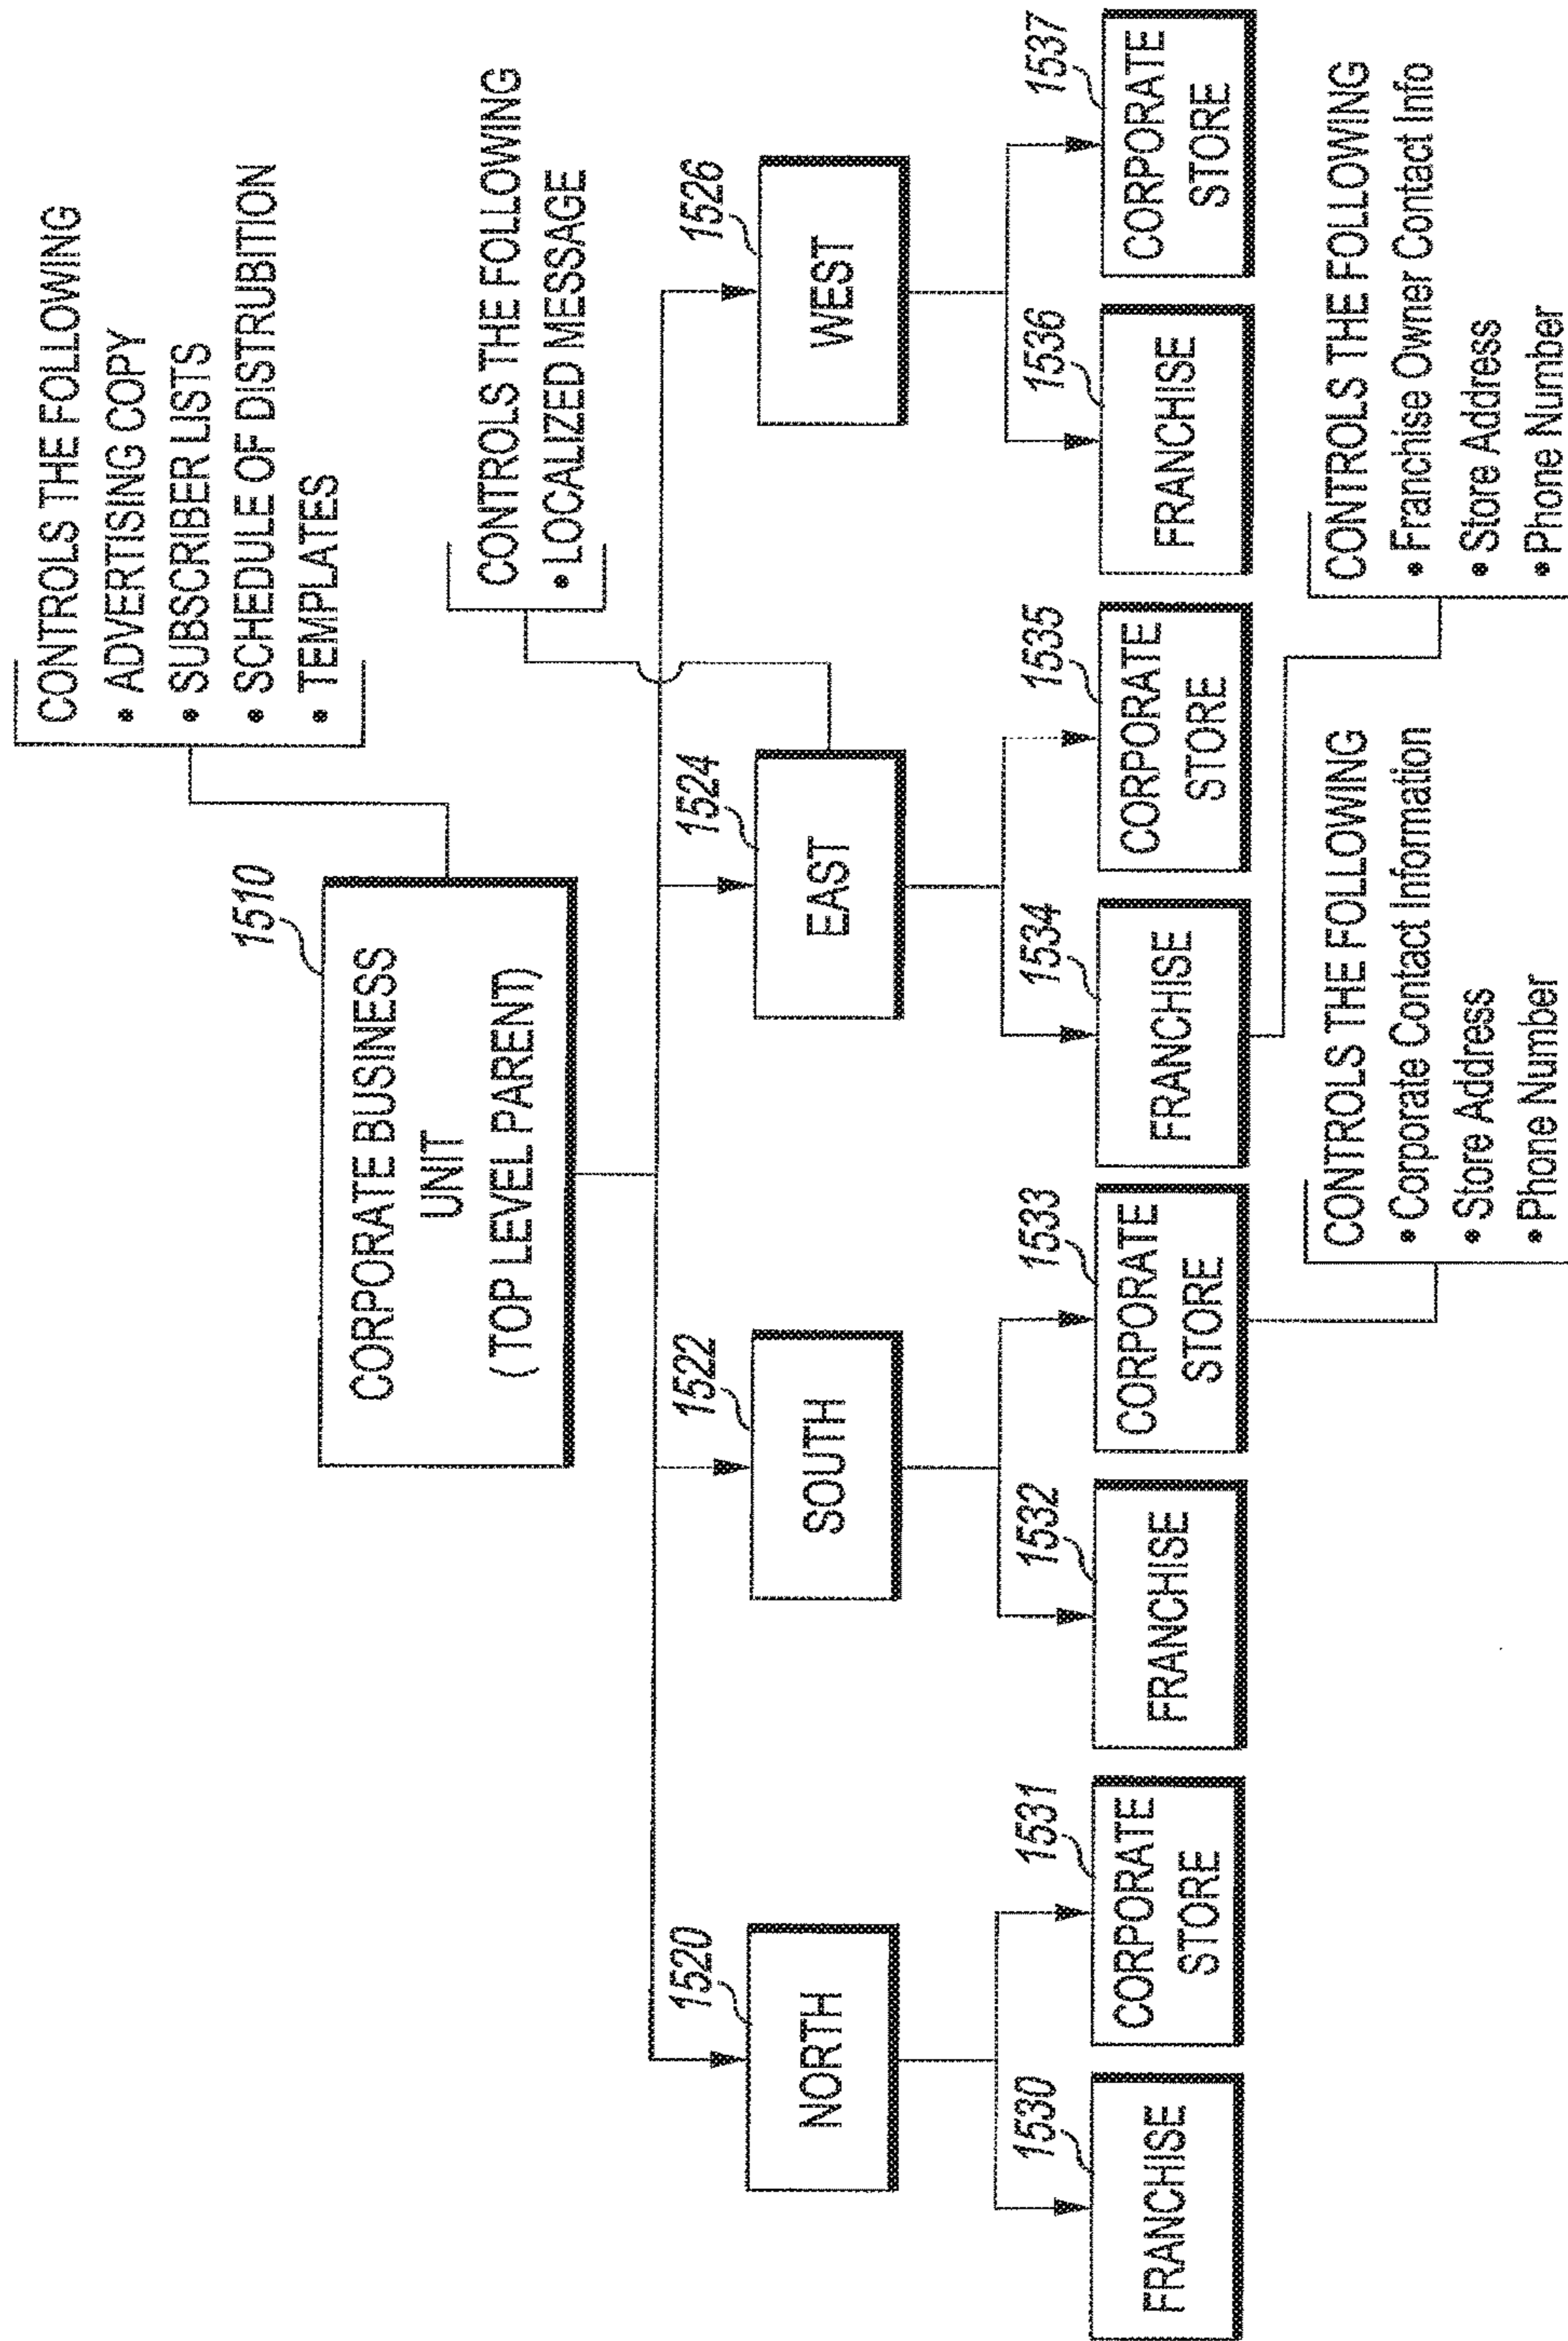 CONTROLS THE FOLLOWING
• ADVERTISING COPY
• SUBSCRIBER LISTS
• SCHEDULE OF DISTRUBITION
• TEMPLATES
1510
CORPORATE BUSINESS
UNIT
(TOP LEVEL PARENT)
CONTROLS THE FOLLOWING
• LOCALIZED MESSAGE
1520
NORTH
1522
SOUTH
1524
EAST
1526
WEST
1530
FRANCHISE
1531
CORPORATE
STORE
1532
FRANCHISE
1533
CORPORATE
STORE
1534
FRANCHISE
1535
CORPORATE
STORE
1536
FRANCHISE
1537
CORPORATE
STORE
CONTROLS THE FOLLOWING
• Corporate Contact Information
• Store Address
• Phone Number
CONTROLS THE FOLLOWING
• Franchise Owner Contact Info
• Store Address
• Phone Number